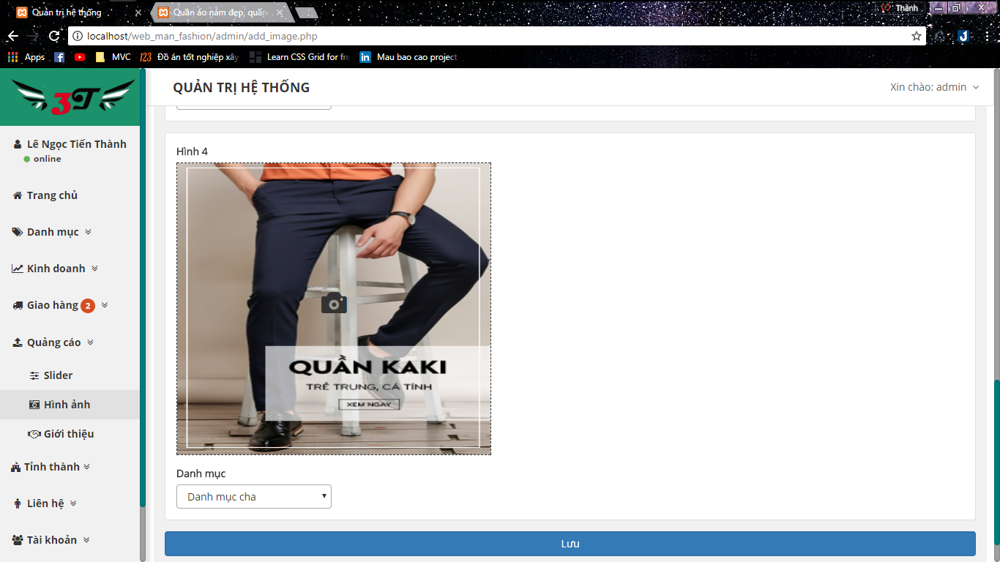 Quản trị hệ thống
Quần áo nam đẹp, quần
Thành
localhost/web_man_fashion/admin/add_image.php
Apps
MVC
123 Đồ án tốt nghiệp xây
Learn CSS Grid for fre
in Mau bao cao project
3T
QUẢN TRỊ HỆ THỐNG
Xin chào: admin
Lê Ngọc Tiến Thành
online
Trang chủ
Danh mục
Kinh doanh
Giao hàng 2
Quảng cáo
Slider
Hình ảnh
Giới thiệu
Tỉnh thành
Liên hệ
Tài khoản
Hình 4
QUẦN KAKI
TRẺ TRUNG, CÁ TÍNH
XEM NGAY
Danh mục
Danh mục cha
Lưu